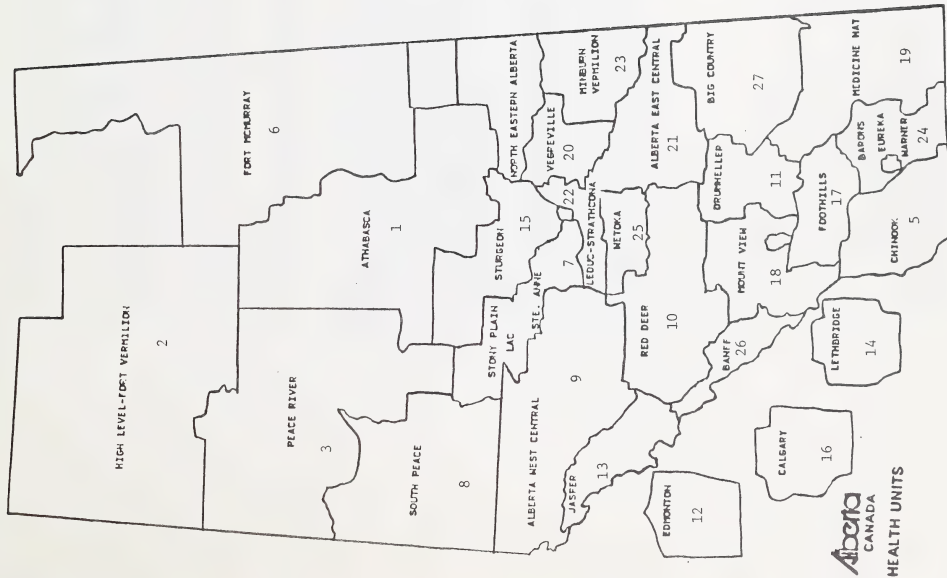 HIGH LEVEL-FORT VERMILION
2
FORT MCMURRAY
6
PEACE RIVER
3
ATHABASCA
1
SOUTH PEACE
8
NORTH EASTERN ALBERTA
STURGEON
15
STONY PLAIN
LAC
STE. ANNE
7
VEGREVILLE
20
MINBURN
VERMILION
23
22
LEDUC-STRATHCONA
ALBERTA WEST CENTRAL
9
WETOKA
25
ALBERTA EAST CENTRAL
21
JASPER
13
RED DEER
10
EDMONTON
12
BANFF
26
MOUNT VIEW
18
DRUMHELLER
11
BIG COUNTRY
27
CALGARY
16
LETHBRIDGE
14
FOOTHILLS
17
CHINOOK
5
BARONS
EUREKA
WARNER
24
MEDICINE HAT
19
Alberta
CANADA
HEALTH UNITS